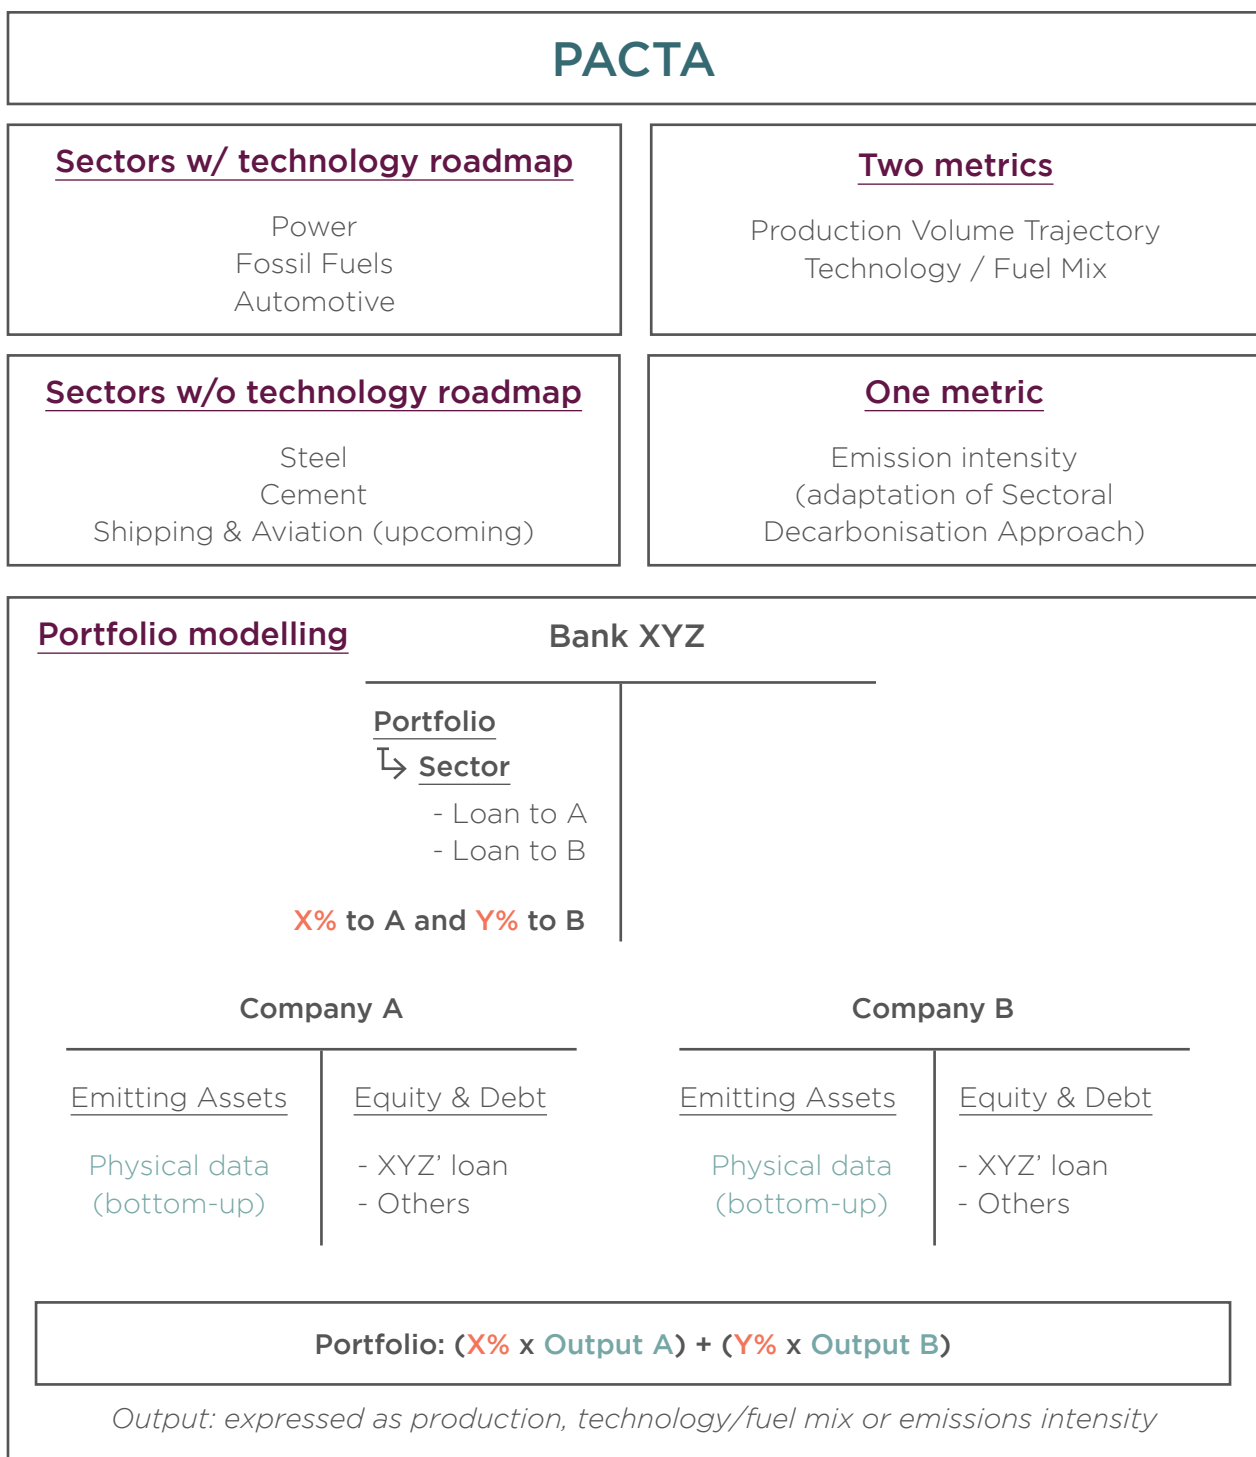 PACTA
Sectors w/ technology roadmap
Power
Fossil Fuels
Automotive
Two metrics
Production Volume Trajectory
Technology / Fuel Mix
Sectors w/o technology roadmap
Steel
Cement
Shipping & Aviation (upcoming)
One metric
Emission intensity
(adaptation of Sectoral
Decarbonisation Approach)
Portfolio modelling
Bank XYZ
Portfolio
Sector
- Loan to A
- Loan to B
X% to A and Y% to B
Company A
Emitting Assets
Physical data
(bottom-up)
Equity & Debt
- XYZ’ loan
- Others
Company B
Emitting Assets
Physical data
(bottom-up)
Equity & Debt
- XYZ’ loan
- Others
Portfolio: (X% x Output A) + (Y% x Output B)
Output: expressed as production, technology/fuel mix or emissions intensity